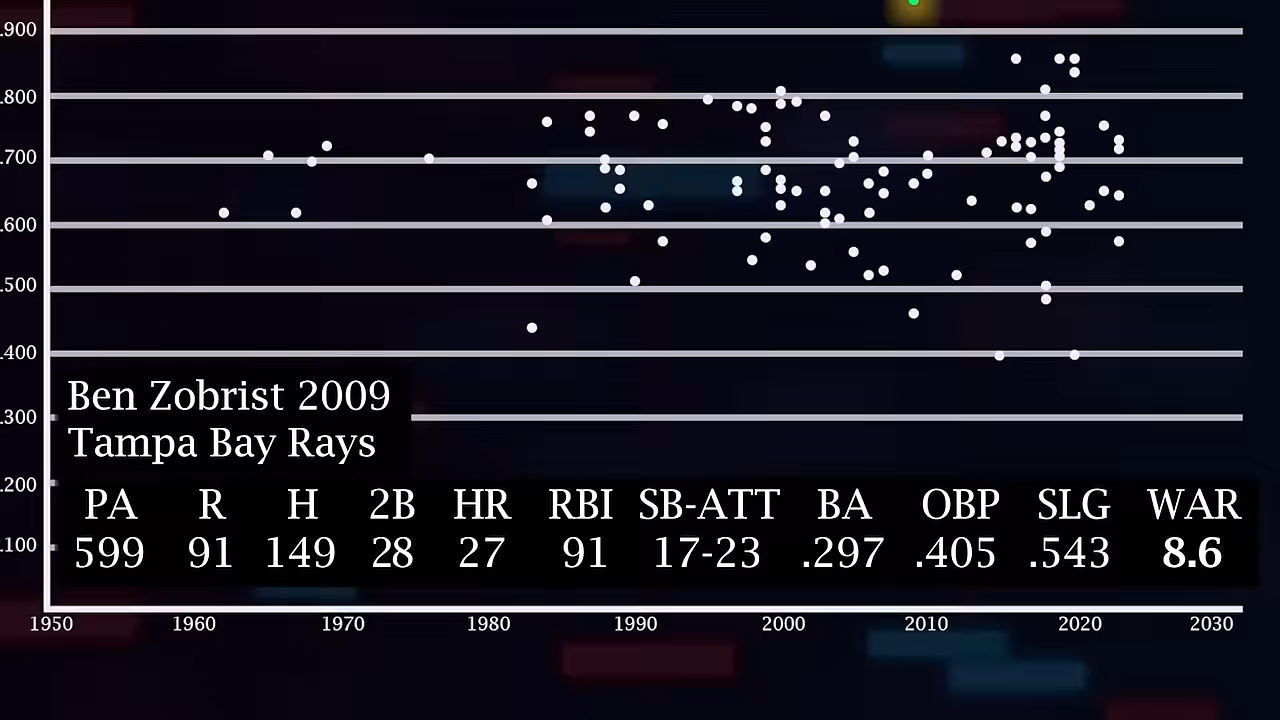 .900
.800
.700
.600
.500
.400
.300
.200
.100
Ben Zobrist 2009
Tampa Bay Rays
PA R H 2B HR RBI SB-ATT BA OBP SLG WAR
599 91 149 28 27 91 17-23 .297 .405 .543 8.6
1950 1960 1970 1980 1990 2000 2010 2020 2030